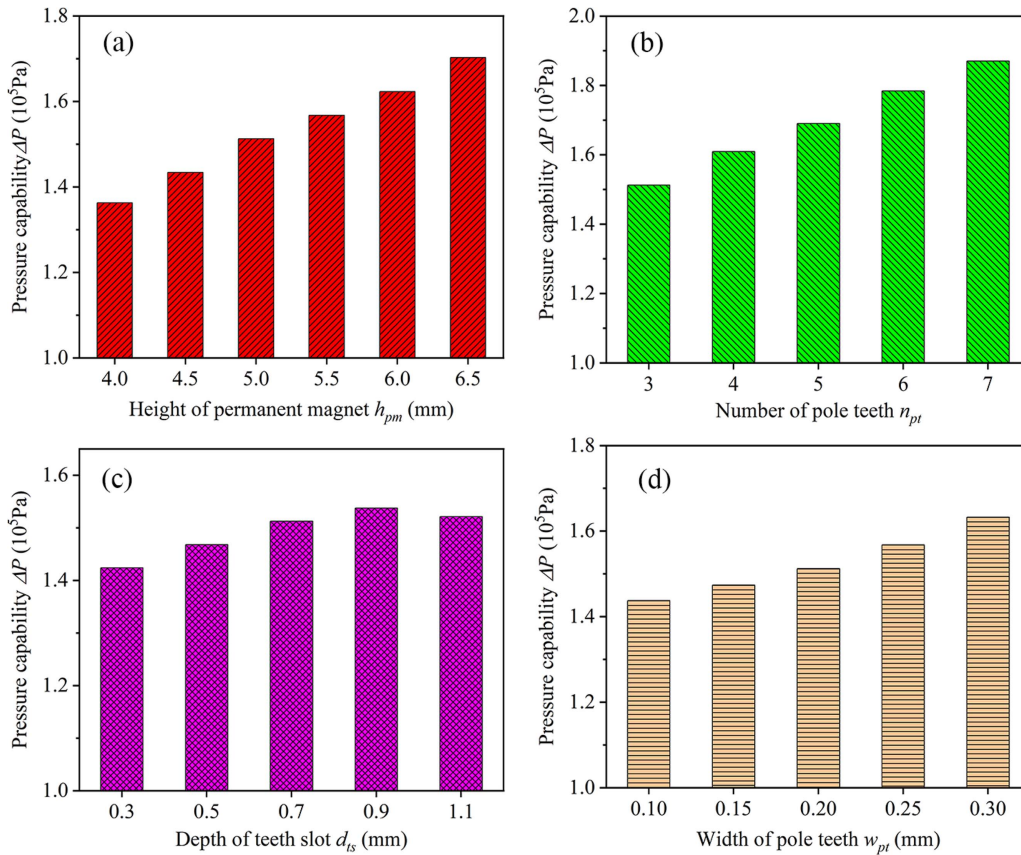 (a)
Pressure capability ΔP (10⁵Pa)
1.8
1.6
1.4
1.2
1.0
4.0 4.5 5.0 5.5 6.0 6.5
Height of permanent magnet hpm (mm)
(b)
Pressure capability ΔP (10⁵Pa)
2.0
1.8
1.6
1.4
1.2
1.0
3 4 5 6 7
Number of pole teeth npt
(c)
Pressure capability ΔP (10⁵Pa)
1.6
1.4
1.2
1.0
0.3 0.5 0.7 0.9 1.1
Depth of teeth slot dts (mm)
(d)
Pressure capability ΔP (10⁵Pa)
1.8
1.6
1.4
1.2
1.0
0.10 0.15 0.20 0.25 0.30
Width of pole teeth wpt (mm)